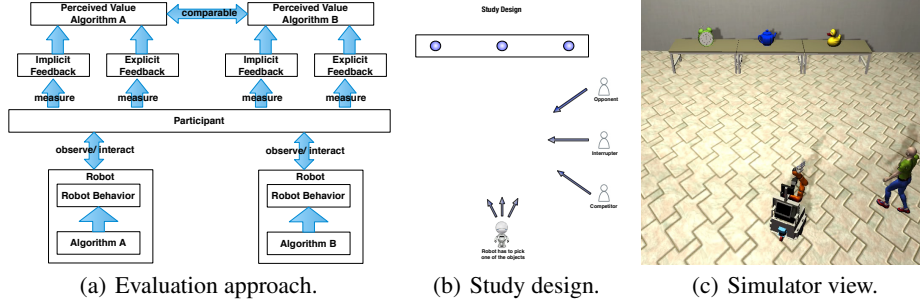 Perceived Value
Algorithm A
comparable
Perceived Value
Algorithm B
Implicit
Feedback
Explicit
Feedback
Implicit
Feedback
Explicit
Feedback
measure
measure
measure
measure
Participant
observe/ interact
observe/ interact
Robot
Robot Behavior
Algorithm A
Robot
Robot Behavior
Algorithm B
(a) Evaluation approach.
Study Design
Opponent
Interrupter
Competitor
Robot has to pick
one of the objects
(b) Study design.
(c) Simulator view.